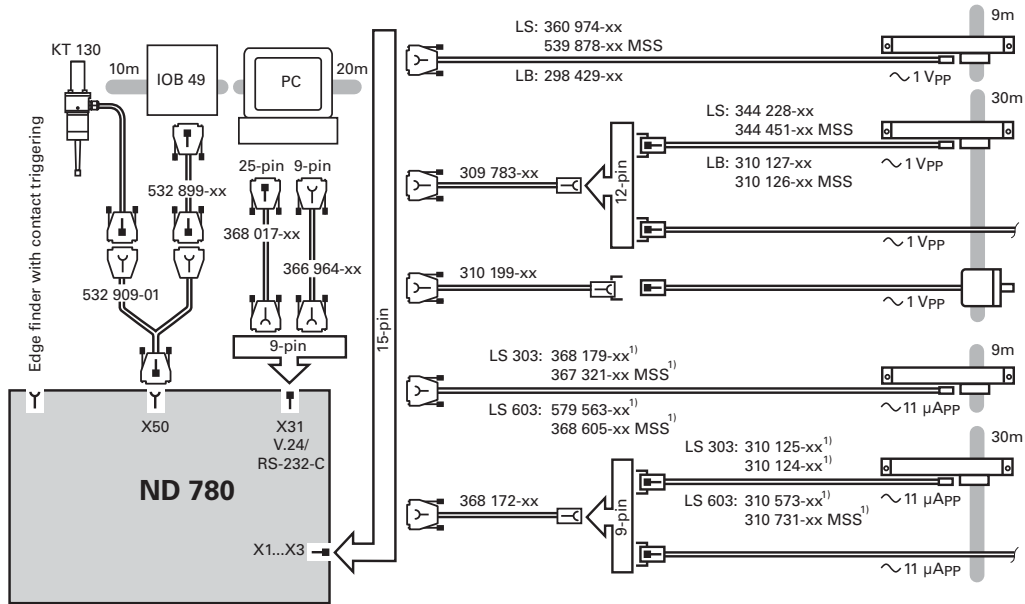 KT 130
10m
IOB 49
PC
20m
Edge finder with contact triggering
25-pin
9-pin
532 899-xx
368 017-xx
366 964-xx
532 909-01
9-pin
15-pin
X50
X31
V.24/
RS-232-C
ND 780
X1...X3
LS: 360 974-xx
539 878-xx MSS
LB: 298 429-xx
9m
~ 1 VPP
309 783-xx
12-pin
LS: 344 228-xx
344 451-xx MSS
LB: 310 127-xx
310 126-xx MSS
30m
~ 1 VPP
~ 1 VPP
310 199-xx
~ 1 VPP
LS 303: 368 179-xx1)
367 321-xx MSS1)
LS 603: 579 563-xx1)
368 605-xx MSS1)
9m
~ 11 µAPP
368 172-xx
9-pin
LS 303: 310 125-xx1)
310 124-xx1)
LS 603: 310 573-xx1)
310 731-xx MSS1)
30m
~ 11 µAPP
~ 11 µAPP